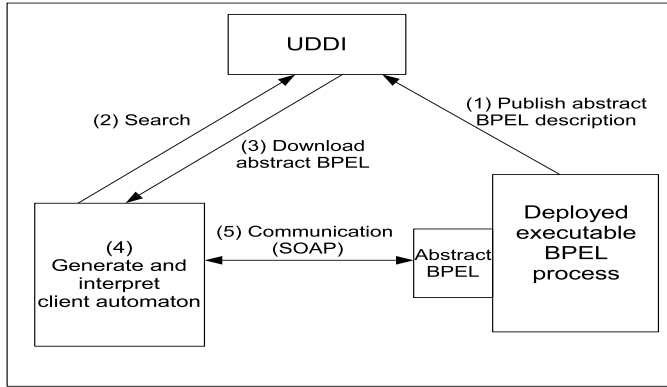 UDDI
(1) Publish abstract
BPEL description
(2) Search
(3) Download
abstract BPEL
(4)
Generate and
interpret
client automaton
(5) Communication
(SOAP)
Abstract
BPEL
Deployed
executable
BPEL
process